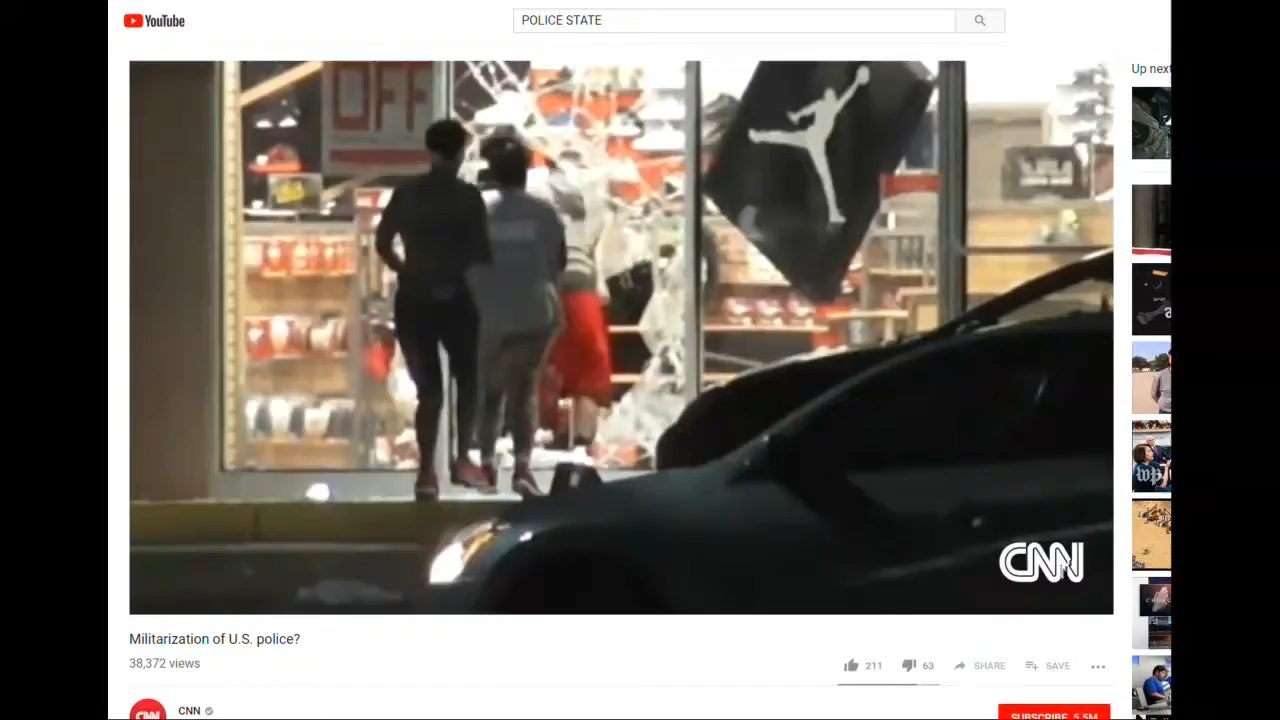 YouTube
POLICE STATE
Up next
OFF
CNN
Militarization of U.S. police?
38,372 views
211
63
SHARE
SAVE
CNN
CNN
SUBSCRIBE 5.5M